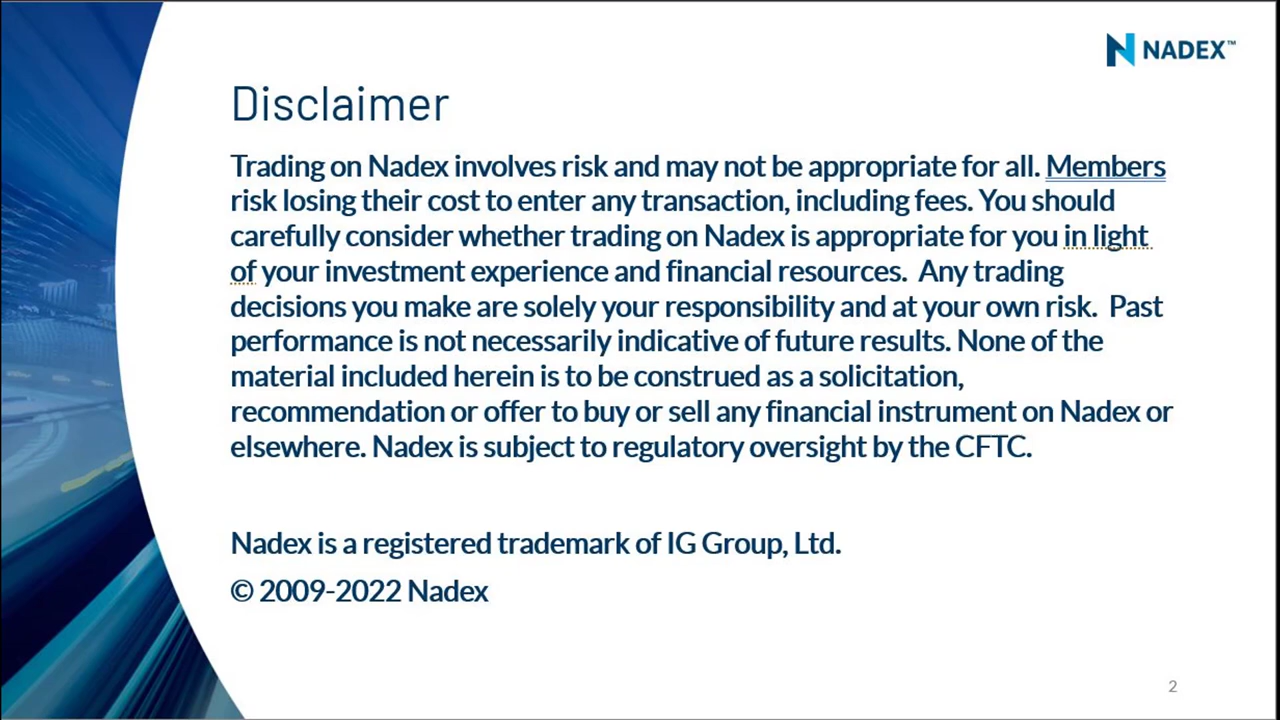 NADEX™
Disclaimer
Trading on Nadex involves risk and may not be appropriate for all. Members
risk losing their cost to enter any transaction, including fees. You should
carefully consider whether trading on Nadex is appropriate for you in light
of your investment experience and financial resources.  Any trading
decisions you make are solely your responsibility and at your own risk.  Past
performance is not necessarily indicative of future results. None of the
material included herein is to be construed as a solicitation,
recommendation or offer to buy or sell any financial instrument on Nadex or
elsewhere. Nadex is subject to regulatory oversight by the CFTC.
Nadex is a registered trademark of IG Group, Ltd.
© 2009-2022 Nadex
2